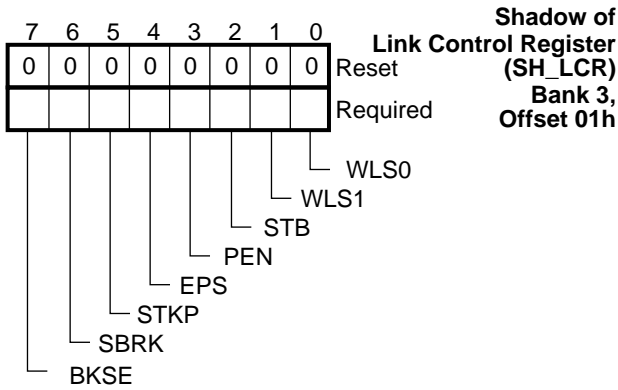 7 6 5 4 3 2 1 0
Shadow of
Link Control Register
(SH_LCR)
Bank 3,
Offset 01h
0 0 0 0 0 0 0 0 Reset
Required
WLS0
WLS1
STB
PEN
EPS
STKP
SBRK
BKSE